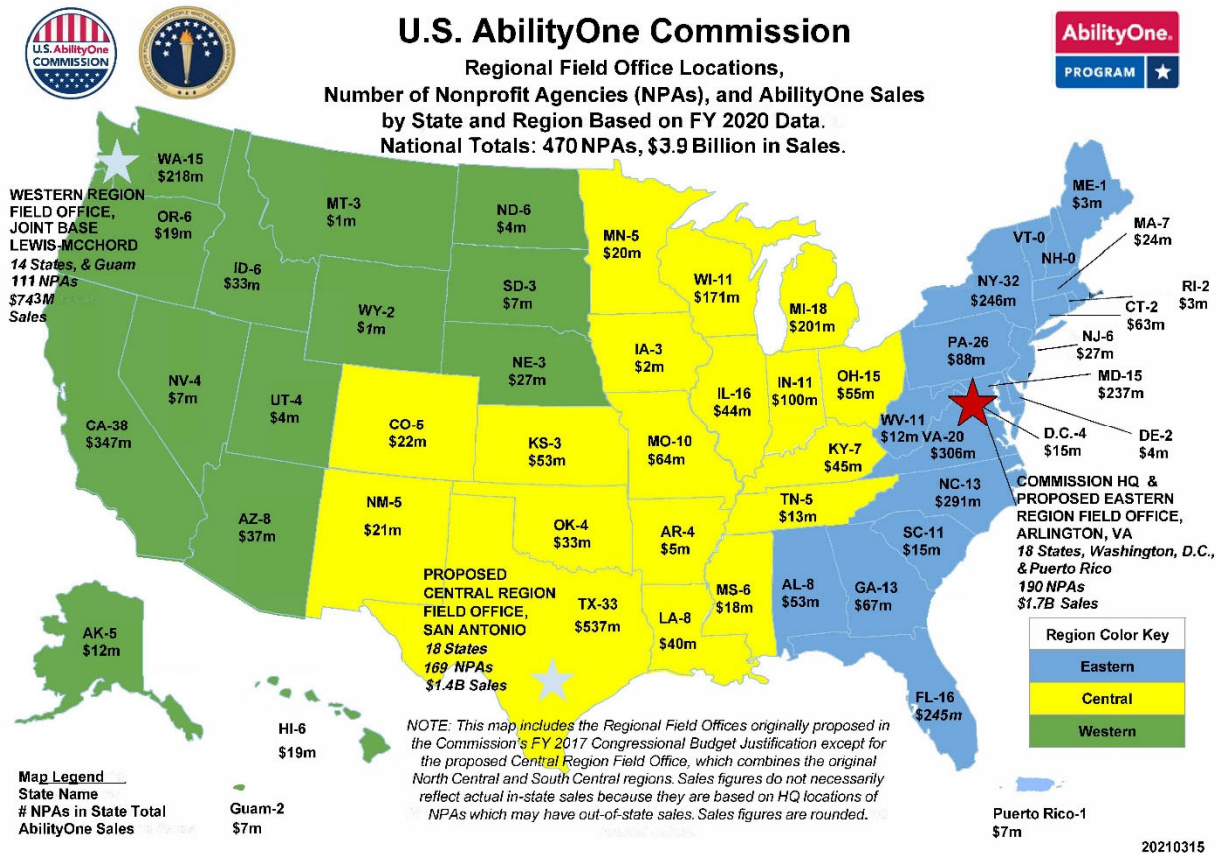 U.S. AbilityOne
COMMISSION
U.S. AbilityOne Commission
Regional Field Office Locations,
Number of Nonprofit Agencies (NPAs), and AbilityOne Sales
by State and Region Based on FY 2020 Data.
National Totals: 470 NPAs, $3.9 Billion in Sales.
AbilityOne.
PROGRAM
WESTERN REGION
FIELD OFFICE,
JOINT BASE
LEWIS-MCCHORD
14 States, & Guam
111 NPAs
$743M
Sales
WA-15
$218m
OR-6
$19m
ID-6
$33m
MT-3
$1m
WY-2
$1m
ND-6
$4m
SD-3
$7m
NE-3
$27m
NV-4
$7m
UT-4
$4m
CA-38
$347m
AZ-8
$37m
AK-5
$12m
HI-6
$19m
Guam-2
$7m
MN-5
$20m
WI-11
$171m
MI-18
$201m
IA-3
$2m
IL-16
$44m
IN-11
$100m
OH-15
$55m
CO-5
$22m
KS-3
$53m
MO-10
$64m
KY-7
$45m
TN-5
$13m
NM-5
$21m
OK-4
$33m
AR-4
$5m
MS-6
$18m
LA-8
$40m
TX-33
$537m
PROPOSED
CENTRAL REGION
FIELD OFFICE,
SAN ANTONIO
18 States
169 NPAs
$1.4B Sales
ME-1
$3m
VT-0
NH-0
MA-7
$24m
NY-32
$246m
RI-2
$3m
CT-2
$63m
PA-26
$88m
NJ-6
$27m
MD-15
$237m
DE-2
$4m
D.C.-4
$15m
WV-11
$12m
VA-20
$306m
NC-13
$291m
SC-11
$15m
AL-8
$53m
GA-13
$67m
FL-16
$245m
Puerto Rico-1
$7m
COMMISSION HQ &
PROPOSED EASTERN
REGION FIELD OFFICE,
ARLINGTON, VA
18 States, Washington, D.C.,
& Puerto Rico
190 NPAs
$1.7B Sales
Region Color Key
Eastern
Central
Western
NOTE: This map includes the Regional Field Offices originally proposed in
the Commission's FY 2017 Congressional Budget Justification except for
the proposed Central Region Field Office, which combines the original
North Central and South Central regions. Sales figures do not necessarily
reflect actual in-state sales because they are based on HQ locations of
NPAs which may have out-of-state sales. Sales figures are rounded.
Map Legend
State Name
# NPAs in State Total
AbilityOne Sales
20210315